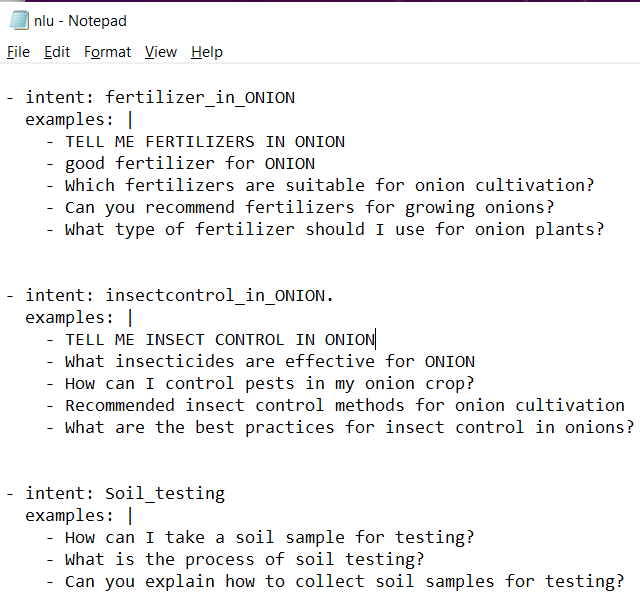 nlu - Notepad
File Edit Format View Help
- intent: fertilizer_in_ONION
examples: |
- TELL ME FERTILIZERS IN ONION
- good fertilizer for ONION
- Which fertilizers are suitable for onion cultivation?
- Can you recommend fertilizers for growing onions?
- What type of fertilizer should I use for onion plants?
- intent: insectcontrol_in_ONION.
examples: |
- TELL ME INSECT CONTROL IN ONION
- What insecticides are effective for ONION
- How can I control pests in my onion crop?
- Recommended insect control methods for onion cultivation
- What are the best practices for insect control in onions?
- intent: Soil_testing
examples: |
- How can I take a soil sample for testing?
- What is the process of soil testing?
- Can you explain how to collect soil samples for testing?